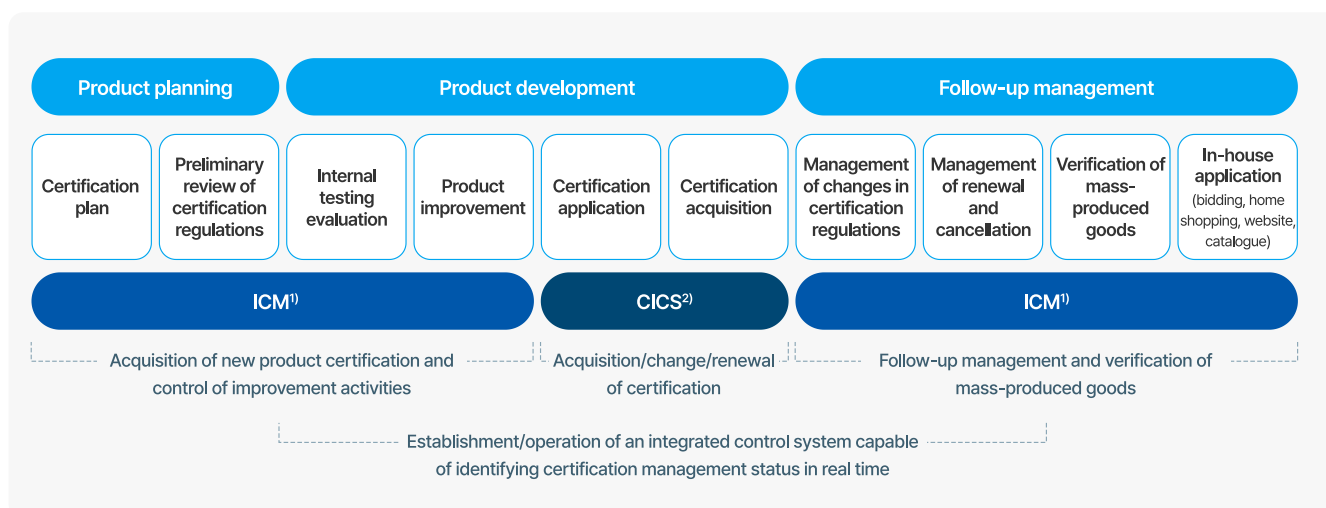 Product planning
Product development
Follow-up management
Certification
plan
Preliminary
review of
certification
regulations
Internal
testing
evaluation
Product
improvement
Certification
application
Certification
acquisition
Management
of changes in
certification
regulations
Management
of renewal
and
cancellation
Verification of
mass-
produced
goods
In-house
application
(bidding, home
shopping, website,
catalogue)
ICM¹⁾
CICS²⁾
ICM¹⁾
Acquisition of new product certification and
control of improvement activities
Acquisition/change/renewal
of certification
Follow-up management and verification of
mass-produced goods
Establishment/operation of an integrated control system capable
of identifying certification management status in real time